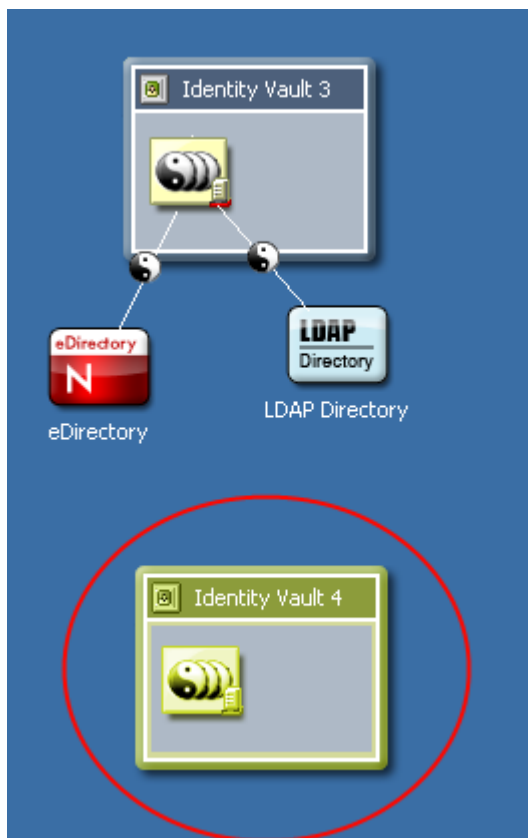 Identity Vault 3
eDirectory
N
eDirectory
LDAP
Directory
LDAP Directory
Identity Vault 4